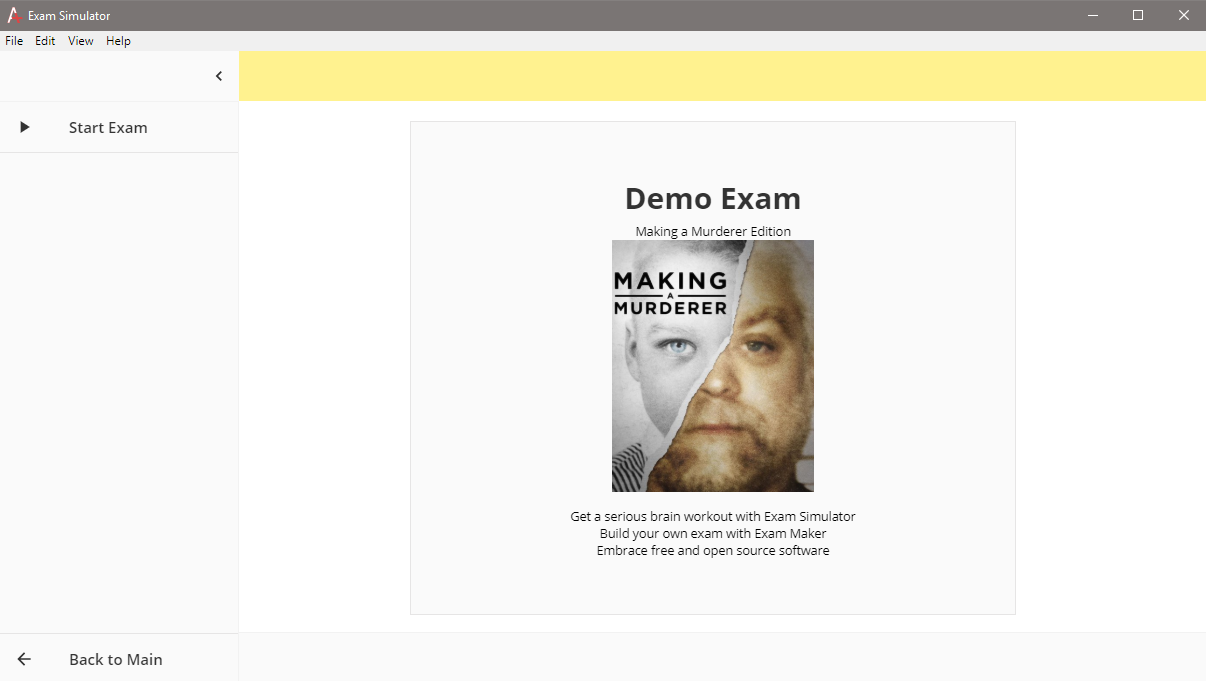 Exam Simulator
File Edit View Help
Start Exam
Demo Exam
Making a Murderer Edition
MAKING
A
MURDERER
Get a serious brain workout with Exam Simulator
Build your own exam with Exam Maker
Embrace free and open source software
Back to Main